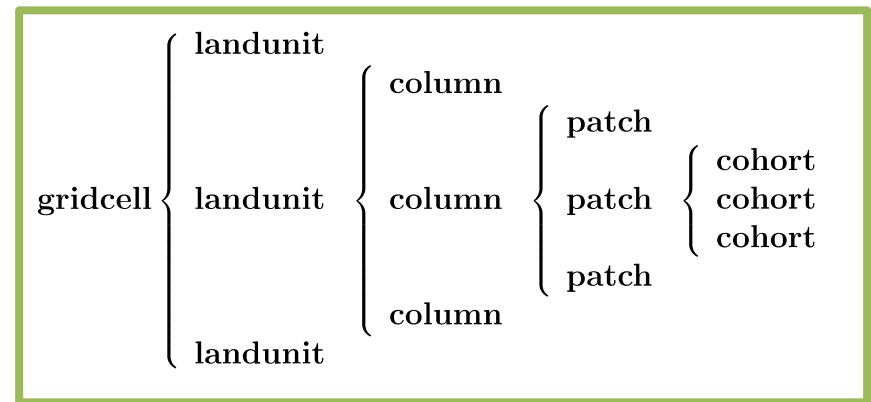 landunit
column
patch
cohort
gridcell landunit column patch cohort
cohort
patch
column
landunit